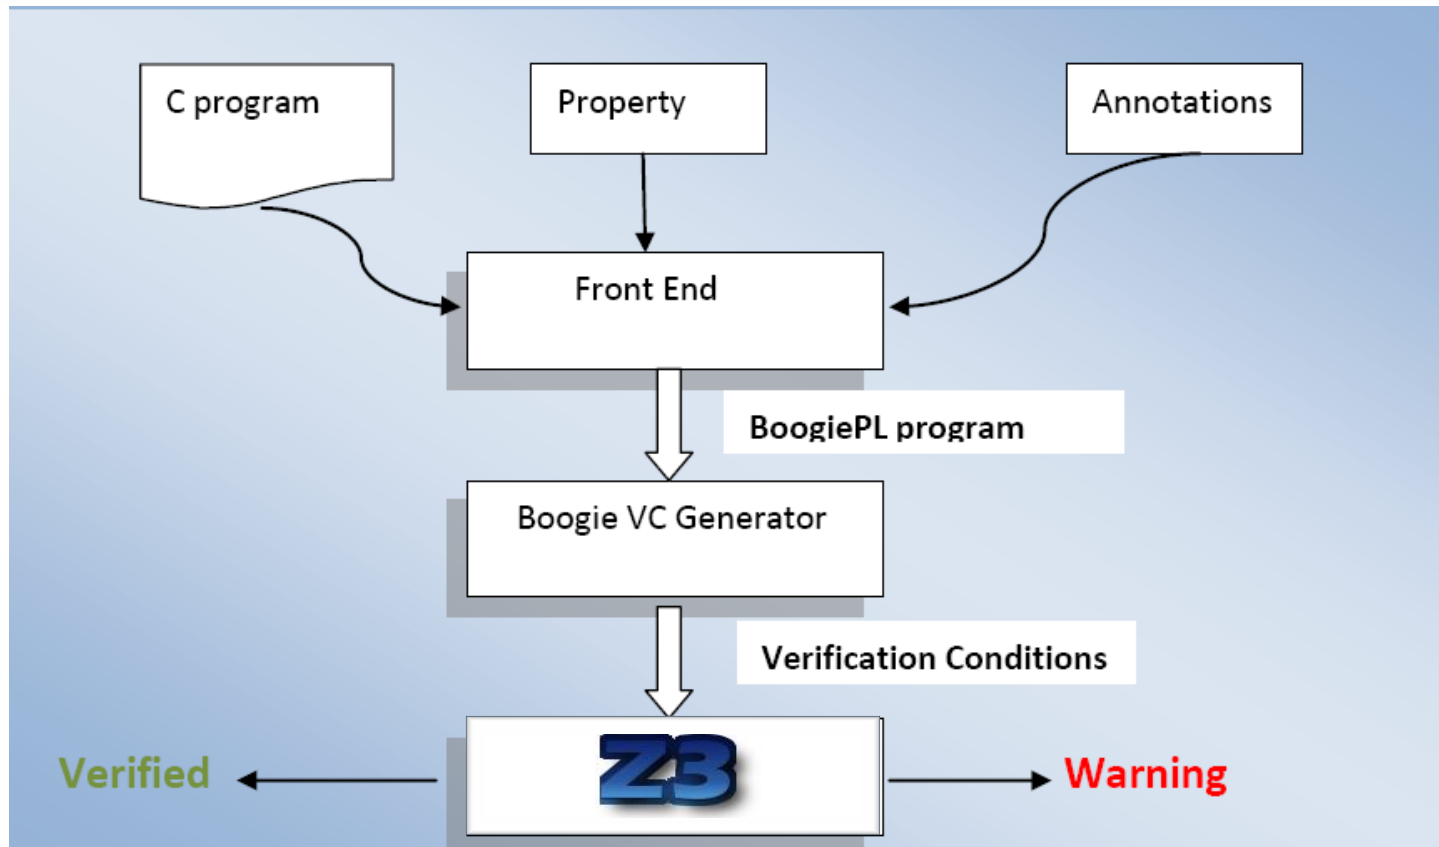 C program
Property
Annotations
Front End
BoogiePL program
Boogie VC Generator
Verification Conditions
Z3
Verified
Warning